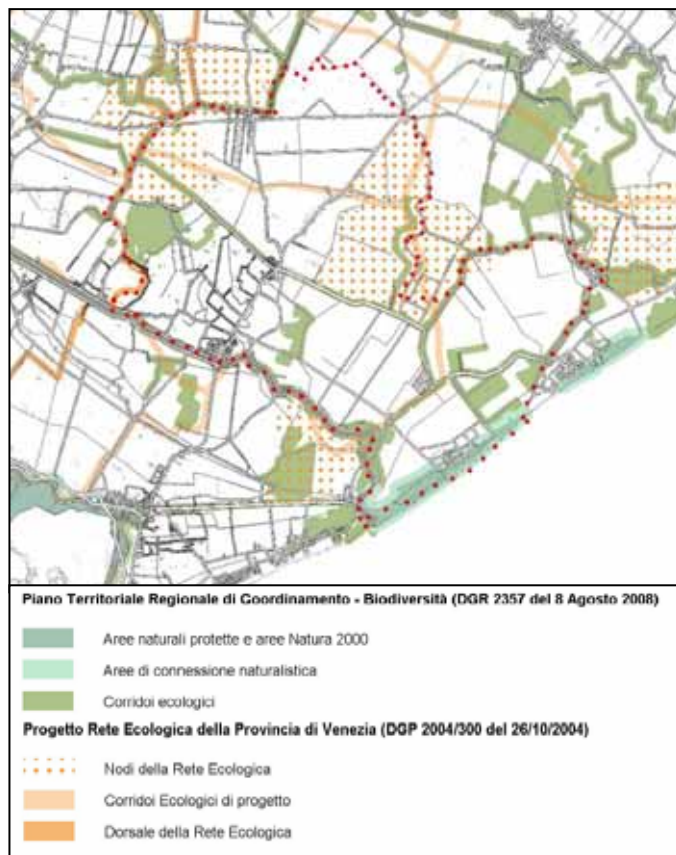 Piano Territoriale Regionale di Coordinamento - Biodiversità (DGR 2357 del 8 Agosto 2008)
Aree naturali protette e aree Natura 2000
Aree di connessione naturalistica
Corridoi ecologici
Progetto Rete Ecologica della Provincia di Venezia (DGP 2004/300 del 26/10/2004)
Nodi della Rete Ecologica
Corridoi Ecologici di progetto
Dorsale della Rete Ecologica